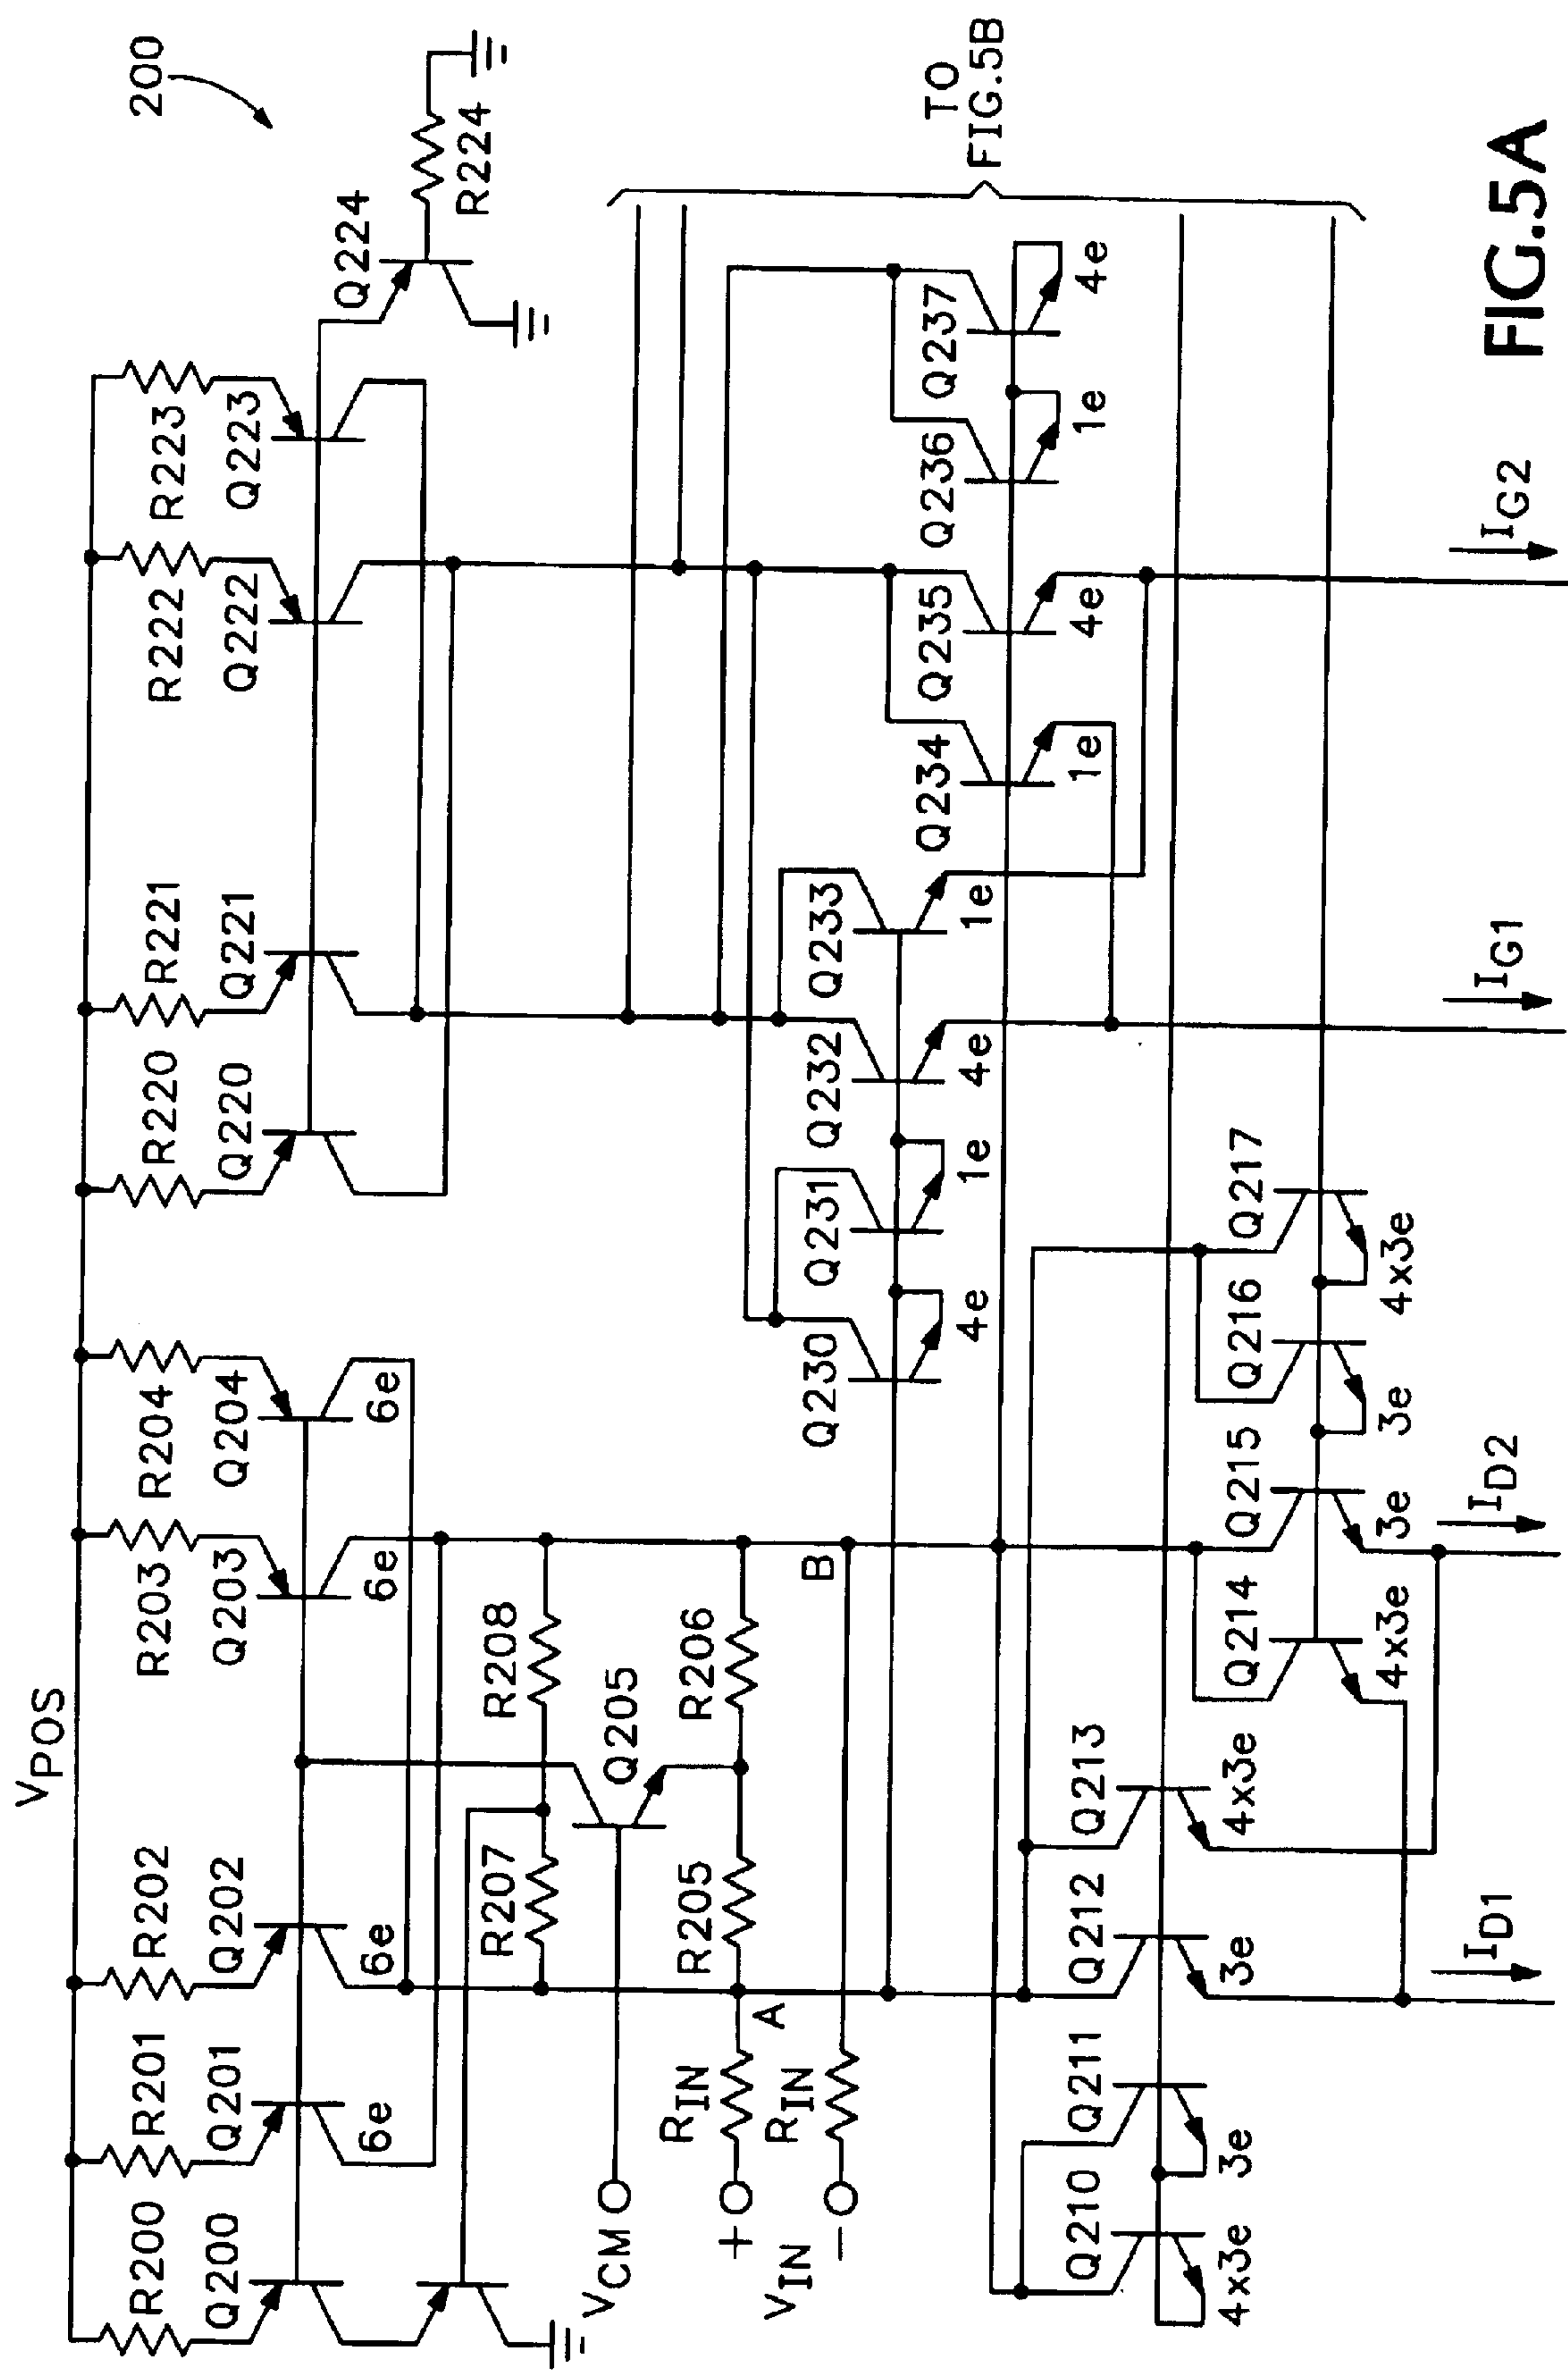 200
VPOS
R200
R201
R202
R203
R204
R220
R221
R222
R223
Q200
Q201
Q202
Q203
Q204
Q220
Q221
Q222
Q223
Q224
R224
6e
6e
6e
6e
R207
R208
VCM
Q205
R205
R206
RIN
A
+
VIN
RIN
B
-
TO
FIG.5B
Q230
Q231
Q232
Q233
4e
1e
4e
1e
Q234
Q235
Q236
Q237
1e
4e
1e
4e
Q210
Q211
Q212
Q213
4x3e
3e
3e
4x3e
Q214
Q215
Q216
Q217
4x3e
3e
3e
4x3e
ID1
ID2
IG1
IG2
FIG.5A